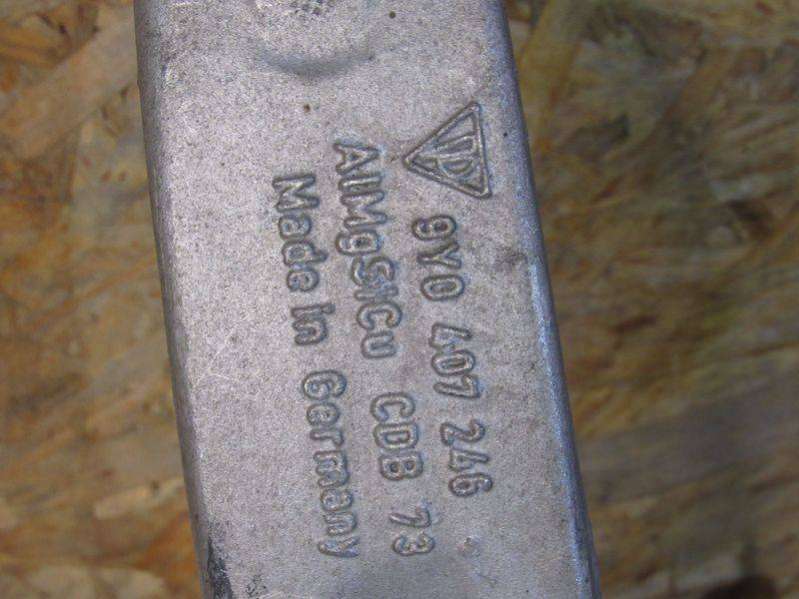 9Y0 407 246
AlMgSiCu CDB 73
Made in Germany